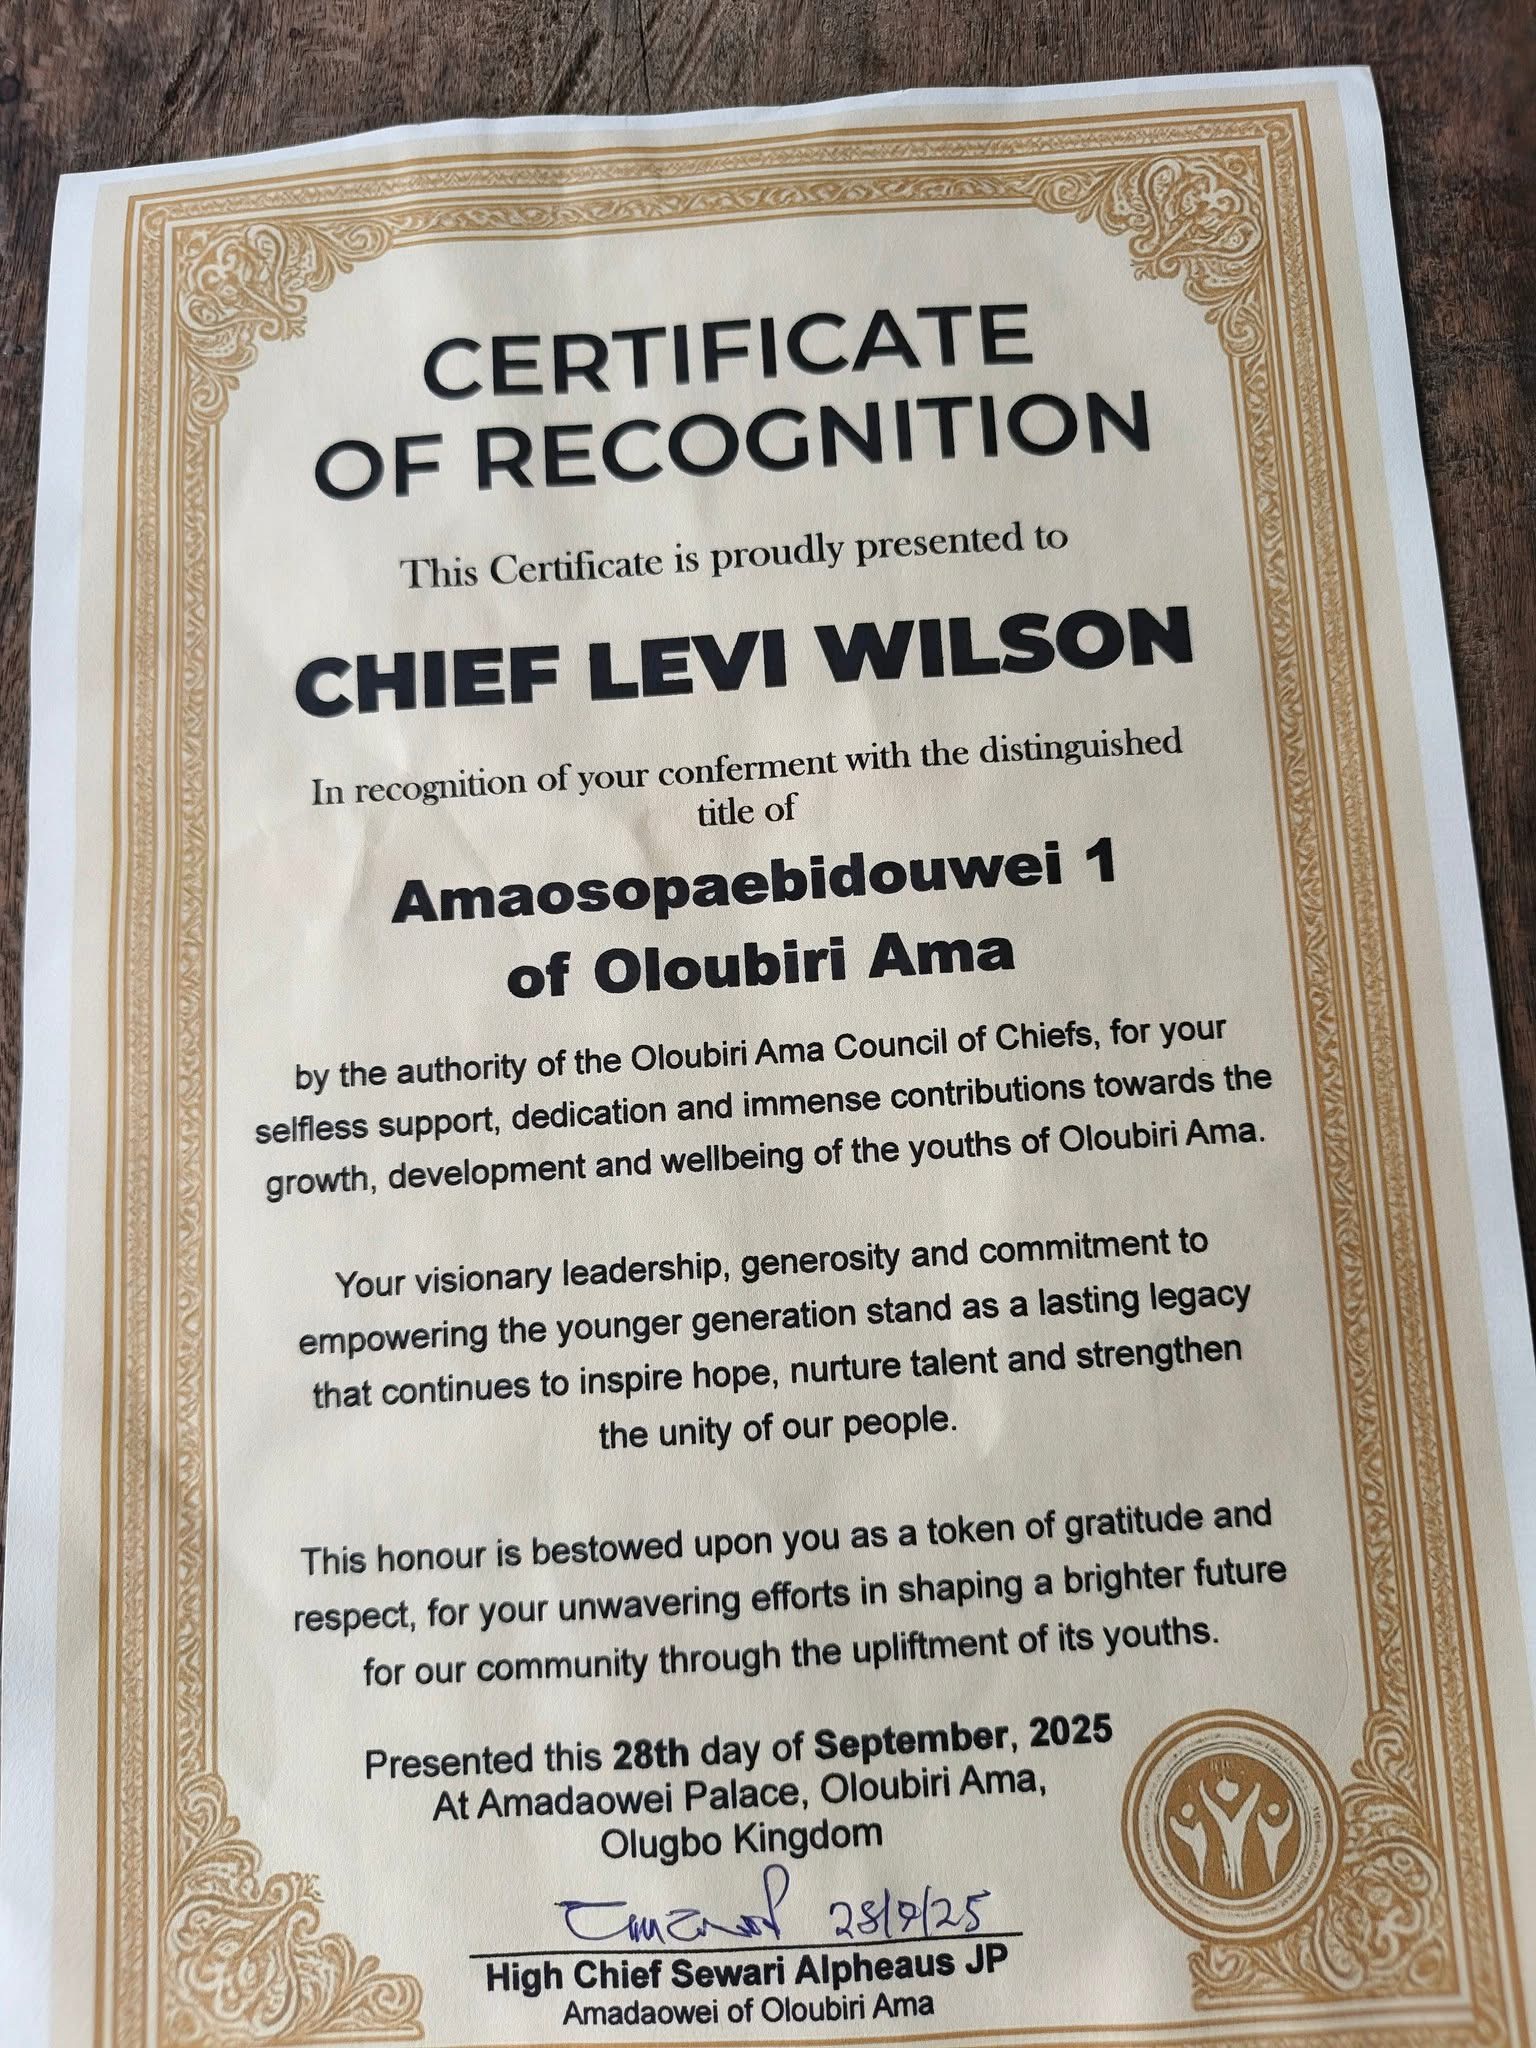 CERTIFICATE
OF RECOGNITION
This Certificate is proudly presented to
CHIEF LEVI WILSON
In recognition of your conferment with the distinguished
title of
Amaosopaebidouwei 1
of Oloubiri Ama
by the authority of the Oloubiri Ama Council of Chiefs, for your
selfless support, dedication and immense contributions towards the
growth, development and wellbeing of the youths of Oloubiri Ama.
Your visionary leadership, generosity and commitment to
empowering the younger generation stand as a lasting legacy
that continues to inspire hope, nurture talent and strengthen
the unity of our people.
This honour is bestowed upon you as a token of gratitude and
respect, for your unwavering efforts in shaping a brighter future
for our community through the upliftment of its youths.
Presented this 28th day of September, 2025
At Amadaowei Palace, Oloubiri Ama,
Olugbo Kingdom
28/9/25
High Chief Sewari Alpheaus JP
Amadaowei of Oloubiri Ama